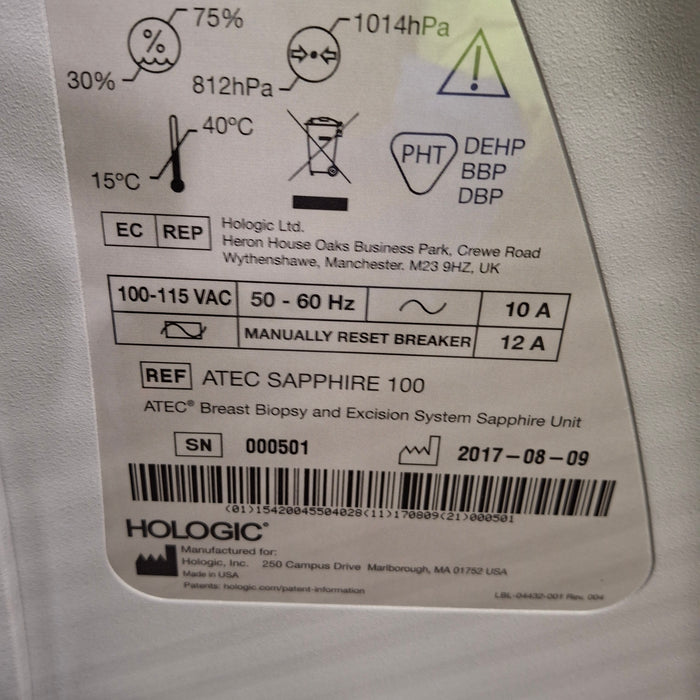 75%
30%
1014hPa
812hPa
40ºC
15ºC
PHT
DEHP
BBP
DBP
EC REP
Hologic Ltd.
Heron House Oaks Business Park, Crewe Road
Wythenshawe, Manchester. M23 9HZ, UK
100-115 VAC 50 - 60 Hz 10 A
MANUALLY RESET BREAKER 12 A
REF ATEC SAPPHIRE 100
ATEC® Breast Biopsy and Excision System Sapphire Unit
SN 000501 2017-08-09
(01)15420045504028(11)170809(21)000501
HOLOGIC®
Manufactured for:
Hologic, Inc. 250 Campus Drive Marlborough, MA 01752 USA
Made in USA
Patents: hologic.com/patent-information
LBL-04432-001 Rev. 004